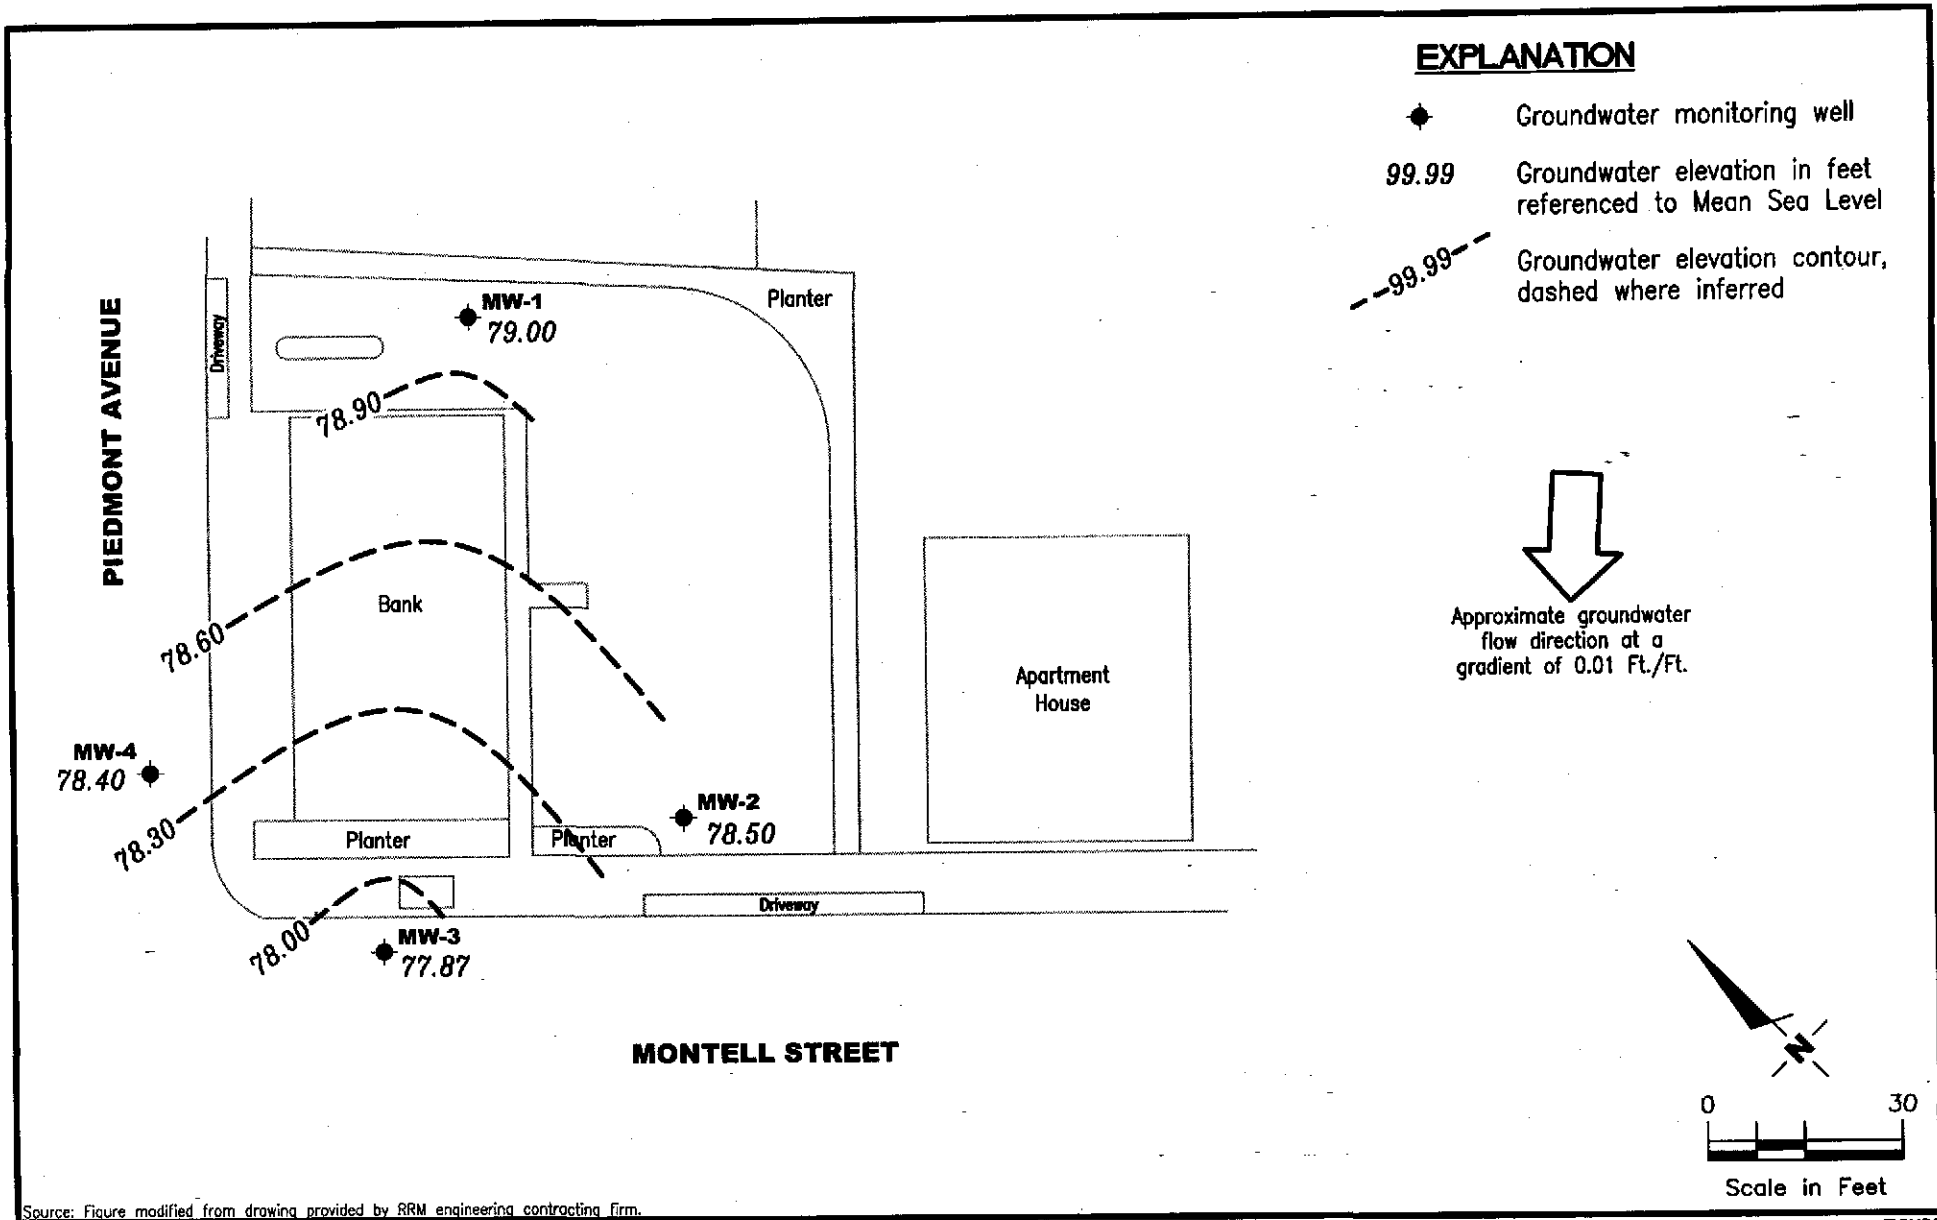 EXPLANATION
Groundwater monitoring well
99.99
Groundwater elevation in feet
referenced to Mean Sea Level
99.99
Groundwater elevation contour,
dashed where inferred
PIEDMONT AVENUE
Driveway
MW-1
79.00
Planter
78.90
Bank
78.60
Apartment
House
Approximate groundwater
flow direction at a
gradient of 0.01 Ft./Ft.
MW-4
78.40
78.30
Planter
Planter
MW-2
78.50
Driveway
78.00
MW-3
77.87
MONTELL STREET
N
0 30
Scale in Feet
Source: Figure modified from drawing provided by RRM engineering contracting firm.